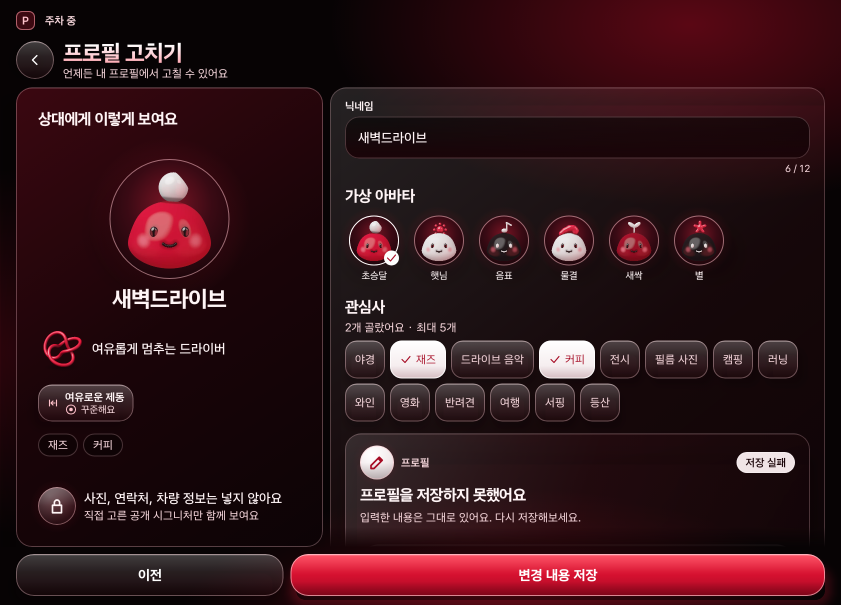 P 주차 중
프로필 고치기
언제든 내 프로필에서 고칠 수 있어요
상대에게 이렇게 보여요
새벽드라이브
여유롭게 멈추는 드라이버
여유로운 제동
꾸준해요
재즈 커피
사진, 연락처, 차량 정보는 넣지 않아요
직접 고른 공개 시그니처만 함께 보여요
닉네임
새벽드라이브
6 / 12
가상 아바타
초승달 햇님 음표 물결 새싹 별
관심사
2개 골랐어요 · 최대 5개
야경 재즈 드라이브 음악 커피 전시 필름 사진 캠핑 러닝
와인 영화 반려견 여행 서핑 등산
프로필 저장 실패
프로필을 저장하지 못했어요
입력한 내용은 그대로 있어요. 다시 저장해보세요.
이전 변경 내용 저장